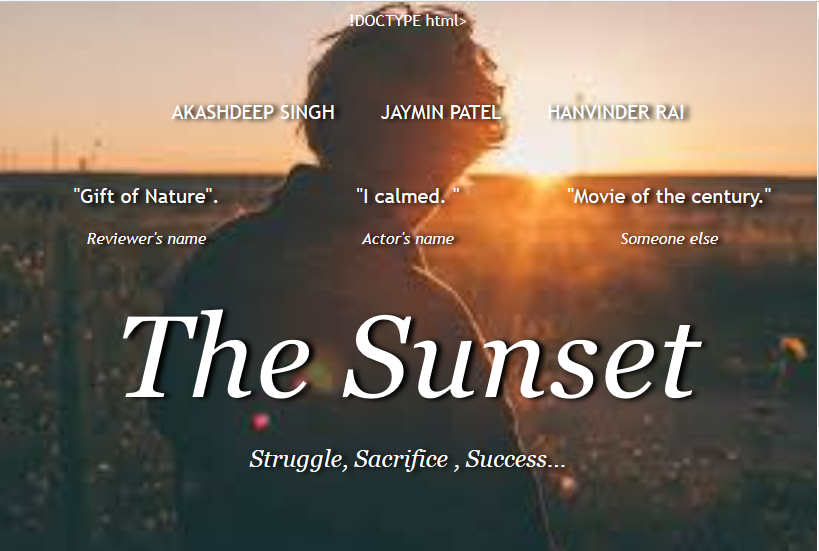 !DOCTYPE html>
AKASHDEEP SINGH JAYMIN PATEL HANVINDER RAI
"Gift of Nature". "I calmed. " "Movie of the century."
Reviewer's name Actor's name Someone else
The Sunset
Struggle, Sacrifice , Success...